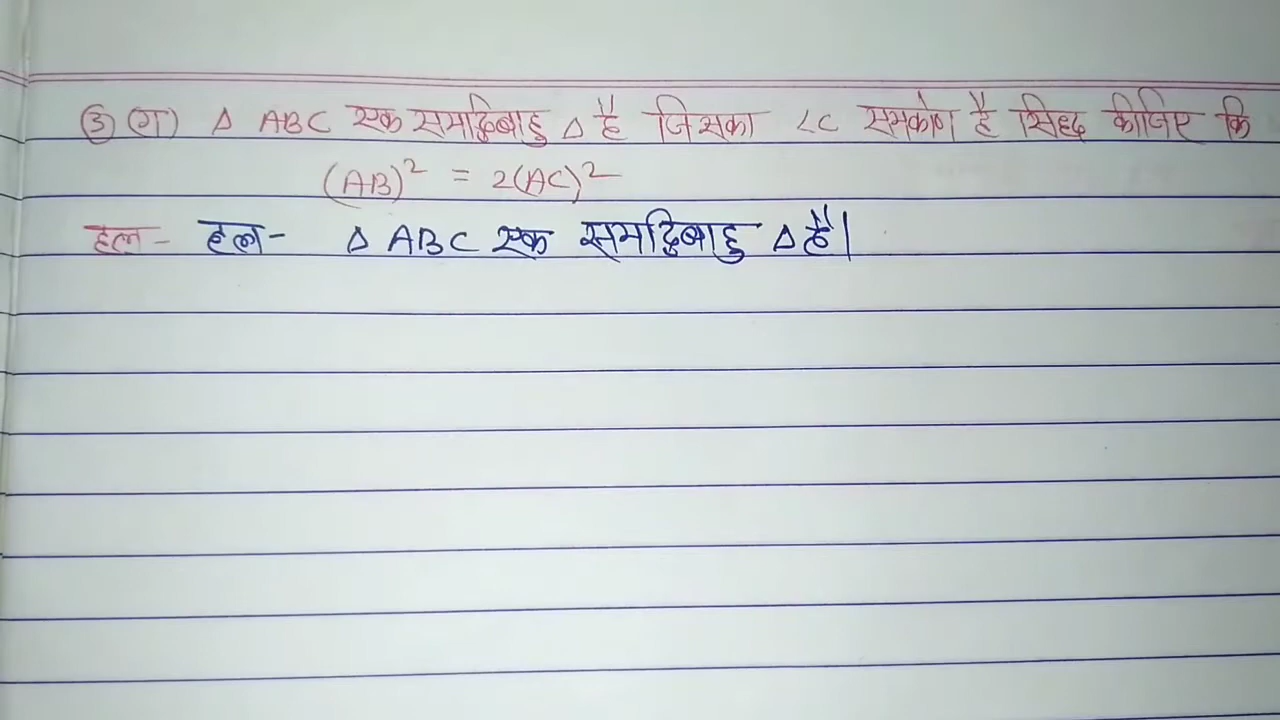 ③ (ग) Δ ABC एक समद्विबाहु Δ है जिसका ∠C समकोण है सिद्ध कीजिए कि
(AB)² = 2(AC)²
हल - हल - Δ ABC एक समद्विबाहु Δ है।